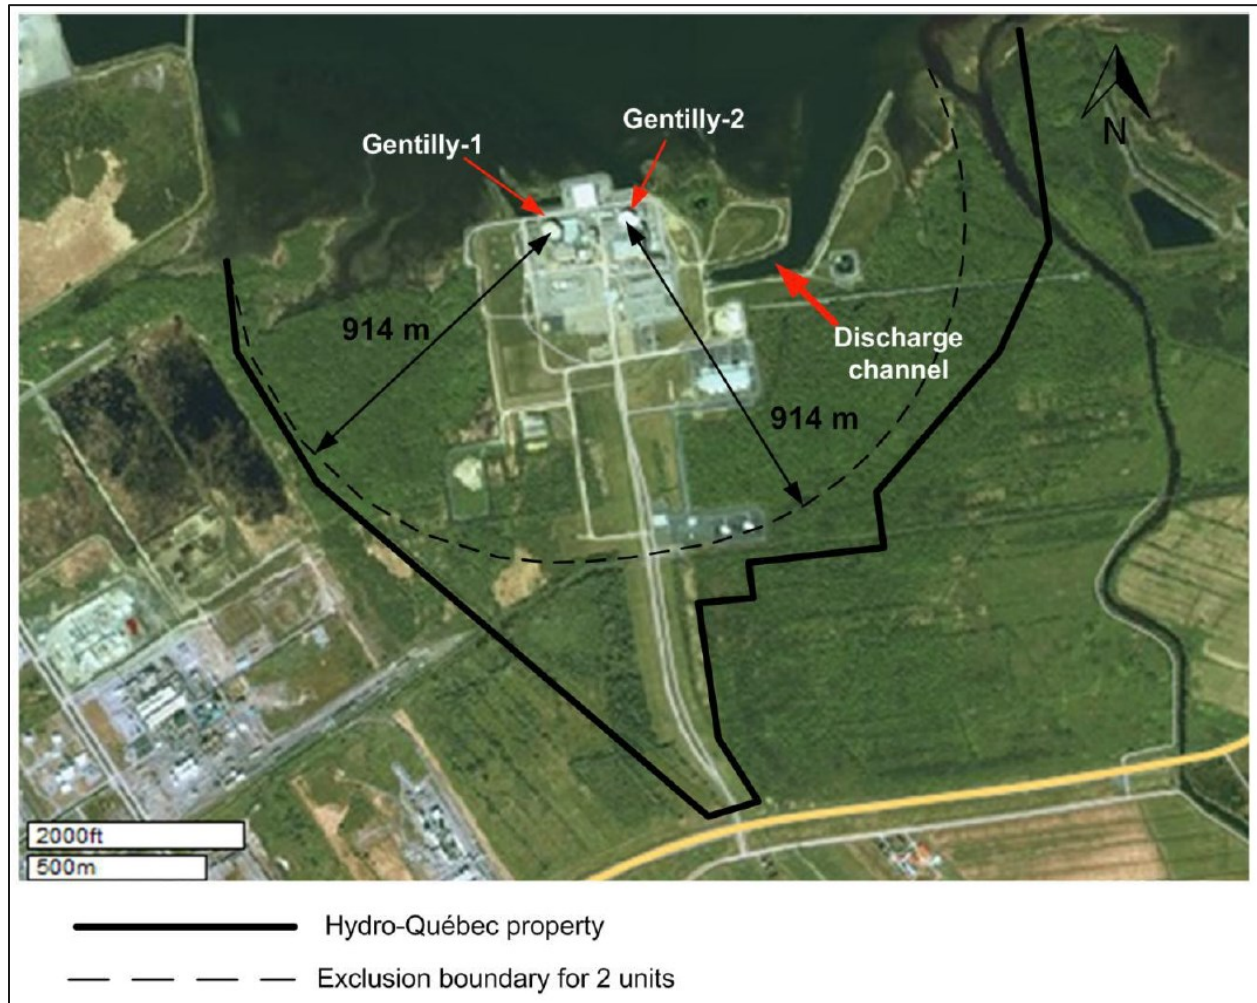 Gentilly-2
Gentilly-1
N
914 m
Discharge
channel
914 m
2000ft
500m
Hydro-Québec property
Exclusion boundary for 2 units